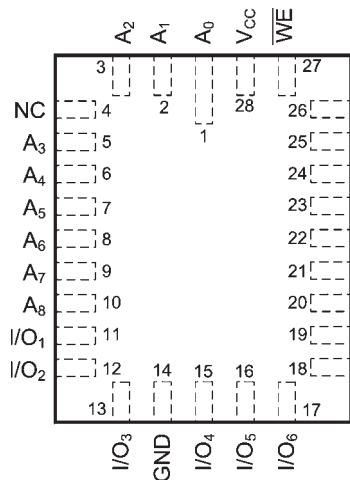 A2 A1 A0 VCC WE
3 27
NC 4 2 28 26
A3 5 1 25
A4 6 24
A5 7 23
A6 8 22
A7 9 21
A8 10 20
I/O1 11 19
I/O2 12 14 15 16 18
13 17
I/O3 GND I/O4 I/O5 I/O6